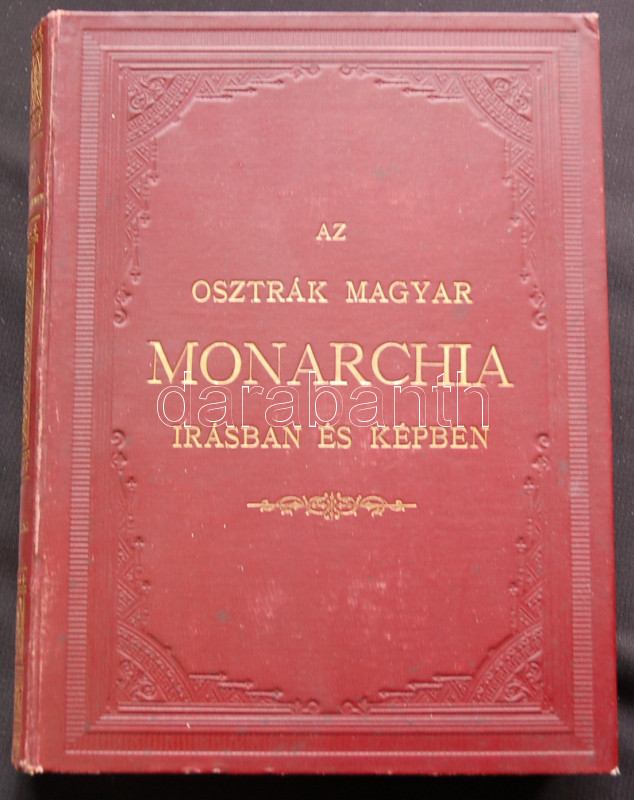 AZ
OSZTRÁK MAGYAR
MONARCHIA
darabanth
IRÁSBAN ÉS KÉPBEN